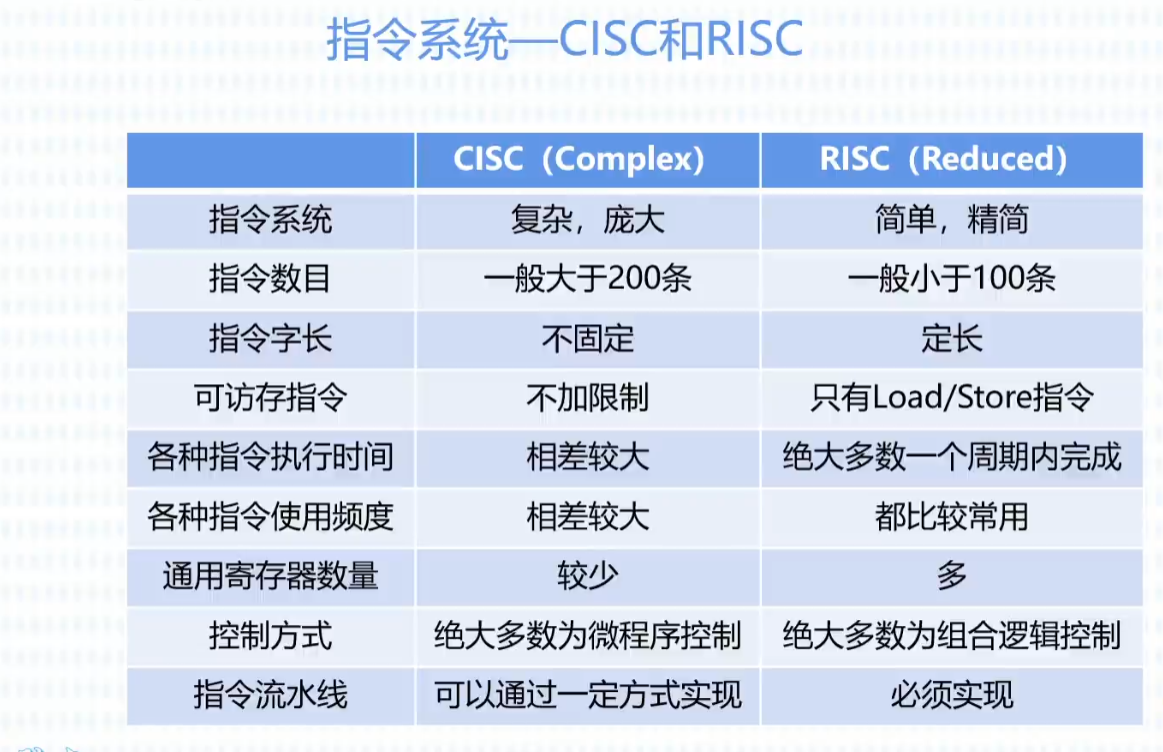 指令系统—CISC和RISC
CISC（Complex） RISC（Reduced）
指令系统 复杂，庞大 简单，精简
指令数目 一般大于200条 一般小于100条
指令字长 不固定 定长
可访存指令 不加限制 只有Load/Store指令
各种指令执行时间 相差较大 绝大多数一个周期内完成
各种指令使用频度 相差较大 都比较常用
通用寄存器数量 较少 多
控制方式 绝大多数为微程序控制 绝大多数为组合逻辑控制
指令流水线 可以通过一定方式实现 必须实现